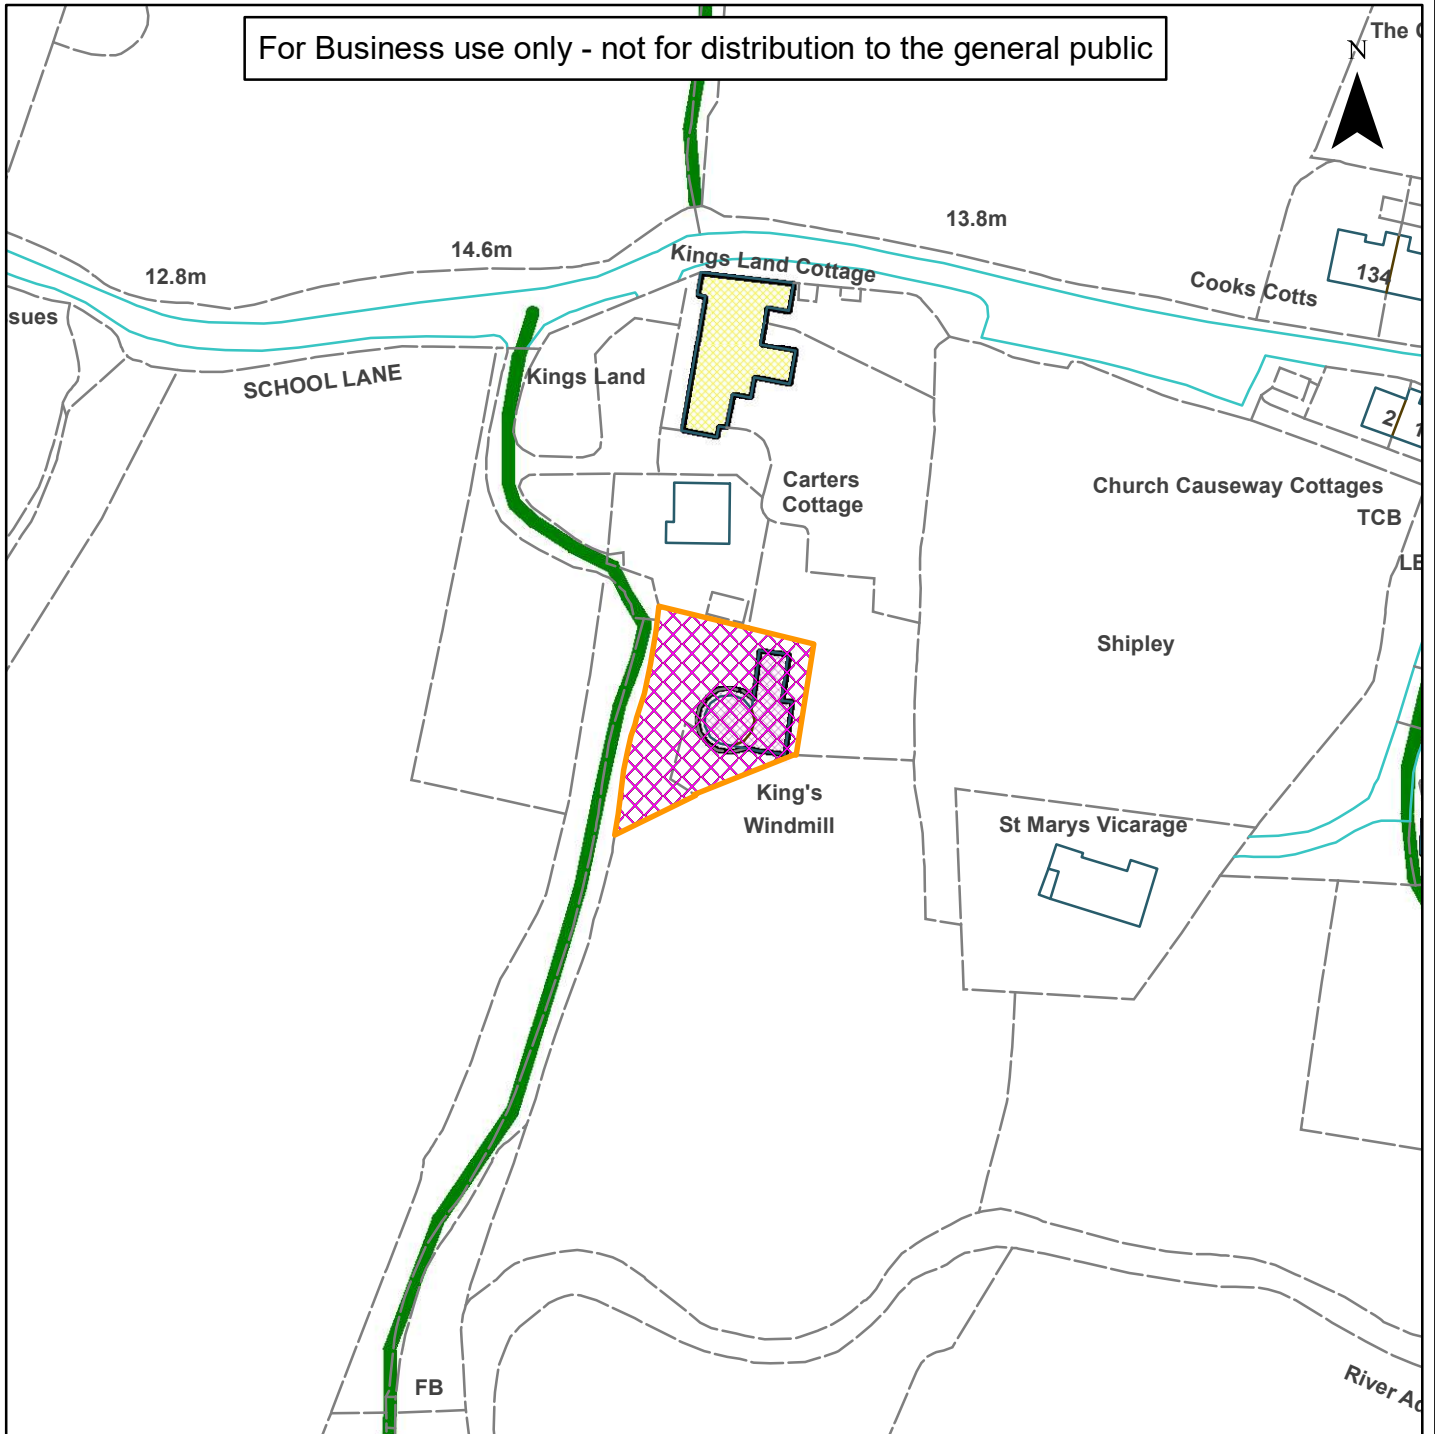 For Business use only - not for distribution to the general public
The
N
13.8m
14.6m
12.8m
Kings Land Cottage
Cooks Cotts
134
sues
SCHOOL LANE
Kings Land
2
1
Carters
Cottage
Church Causeway Cottages
TCB
Shipley
King's
Windmill
St Marys Vicarage
FB
River